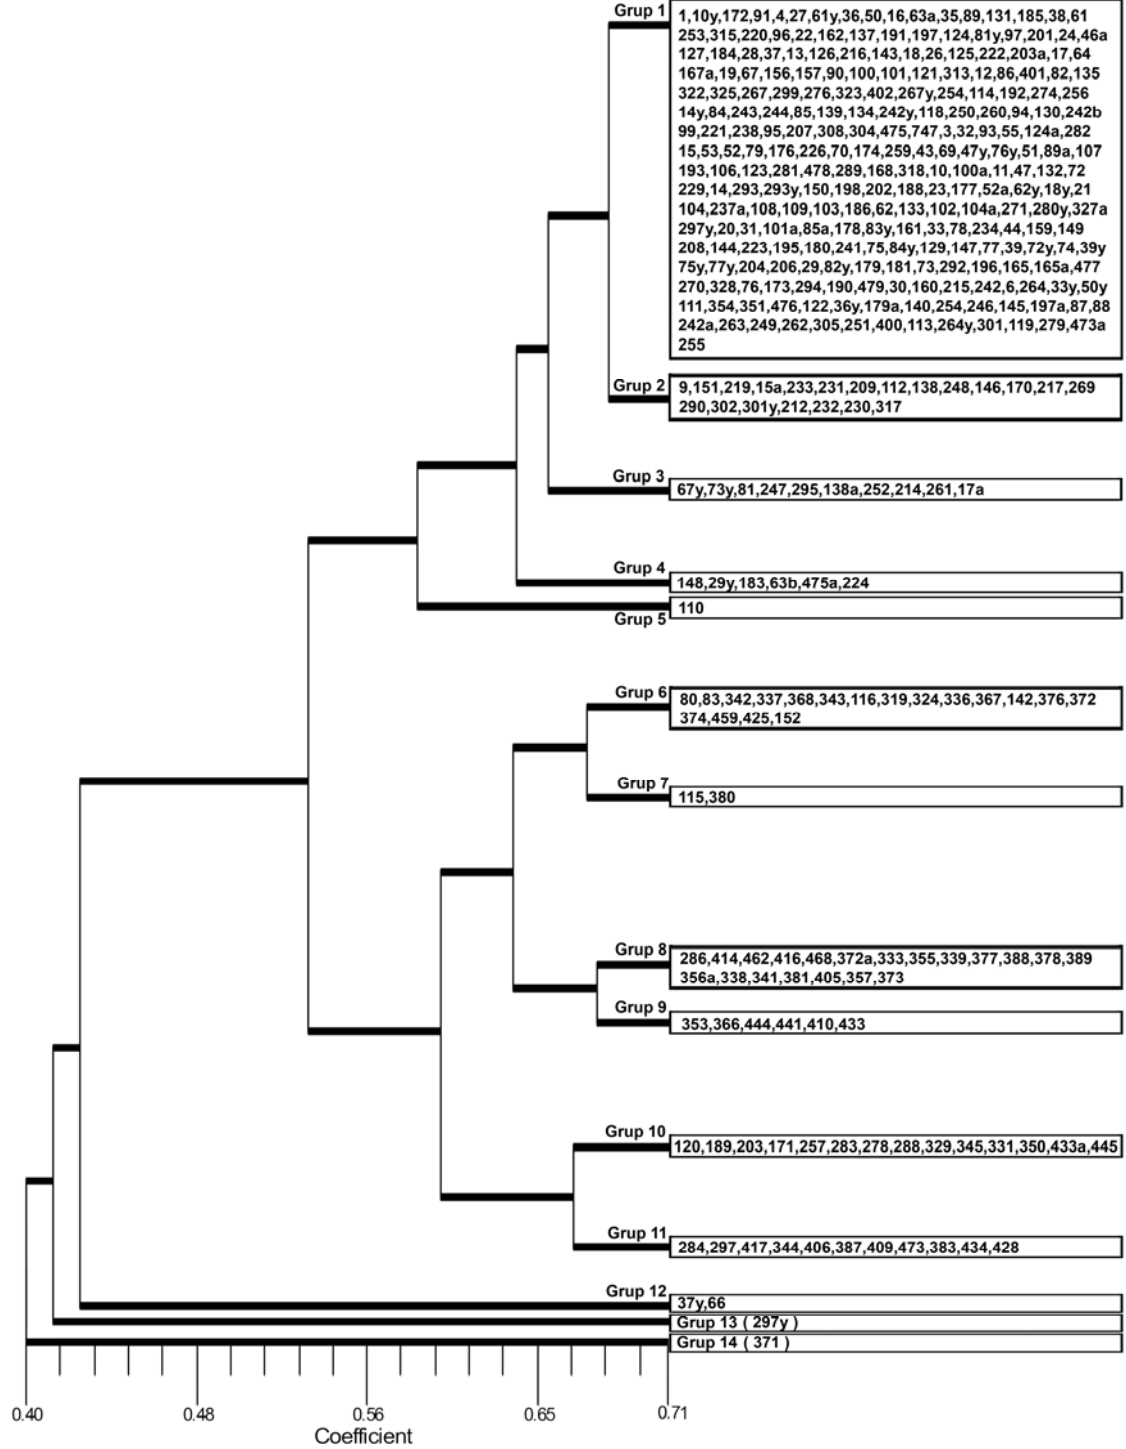 Grup 1
1,10y,172,91,4,27,61y,36,50,16,63a,35,89,131,185,38,61
253,315,220,96,22,162,137,191,197,124,81y,97,201,24,46a
127,184,28,37,13,126,216,143,18,26,125,222,203a,17,64
167a,19,67,156,157,90,100,101,121,313,12,86,401,82,135
322,325,267,299,276,323,402,267y,254,114,192,274,256
14y,84,243,244,85,139,134,242y,118,250,260,94,130,242b
99,221,238,95,207,308,304,475,747,3,32,93,55,124a,282
15,53,52,79,176,226,70,174,259,43,69,47y,76y,51,89a,107
193,106,123,281,478,289,168,318,10,100a,11,47,132,72
229,14,293,293y,150,198,202,188,23,177,52a,62y,18y,21
104,237a,108,109,103,186,62,133,102,104a,271,280y,327a
297y,20,31,101a,85a,178,83y,161,33,78,234,44,159,149
208,144,223,195,180,241,75,84y,129,147,77,39,72y,74,39y
75y,77y,204,206,29,82y,179,181,73,292,196,165,165a,477
270,328,76,173,294,190,479,30,160,215,242,6,264,33y,50y
111,354,351,476,122,36y,179a,140,254,246,145,197a,87,88
242a,263,249,262,305,251,400,113,264y,301,119,279,473a
255
Grup 2
9,151,219,15a,233,231,209,112,138,248,146,170,217,269
290,302,301y,212,232,230,317
Grup 3
67y,73y,81,247,295,138a,252,214,261,17a
Grup 4
148,29y,183,63b,475a,224
110
Grup 5
Grup 6
80,83,342,337,368,343,116,319,324,336,367,142,376,372
374,459,425,152
Grup 7
115,380
Grup 8
286,414,462,416,468,372a,333,355,339,377,388,378,389
356a,338,341,381,405,357,373
Grup 9
353,366,444,441,410,433
Grup 10
120,189,203,171,257,283,278,288,329,345,331,350,433a,445
Grup 11
284,297,417,344,406,387,409,473,383,434,428
Grup 12
37y,66
Grup 13 ( 297y )
Grup 14 ( 371 )
0.40 0.48 0.56 0.65 0.71
Coefficient